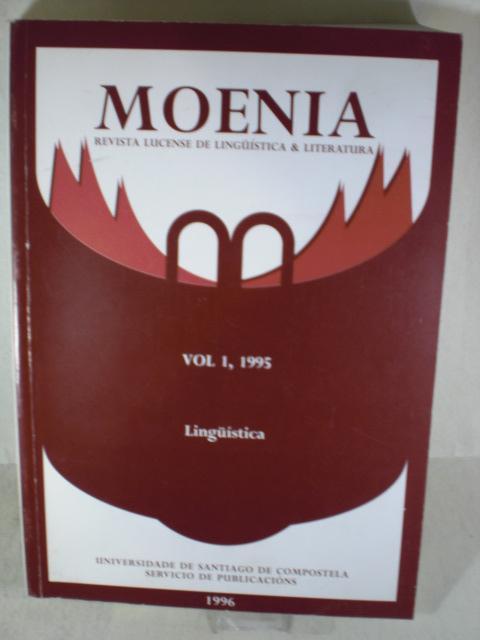 MOENIA
REVISTA LUCENSE DE LINGÜÍSTICA & LITERATURA
VOL 1, 1995
Lingüística
UNIVERSIDADE DE SANTIAGO DE COMPOSTELA
SERVICIO DE PUBLICACIÓNS
1996